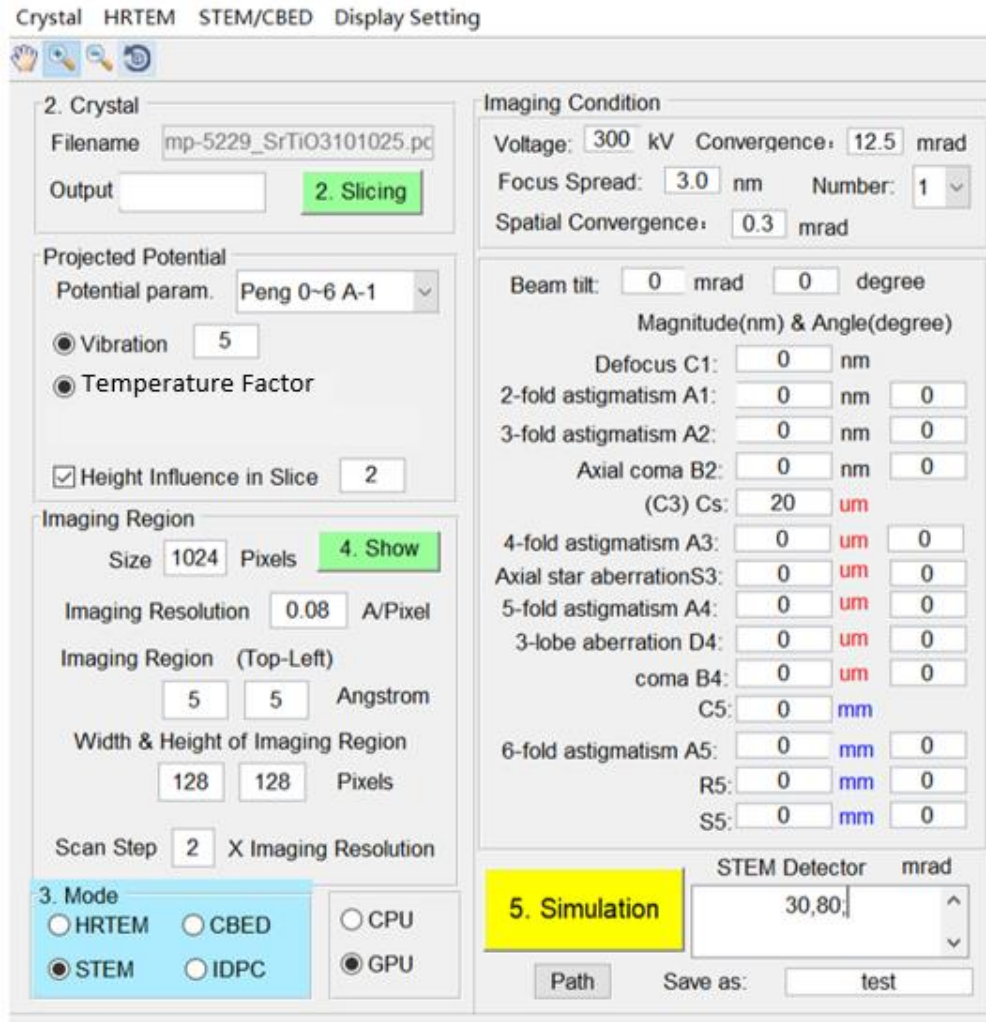 Crystal HRTEM STEM/CBED Display Setting
2. Crystal
Filename mp-5229_SrTiO3101025.pc
Output 2. Slicing
Projected Potential
Potential param. Peng 0~6 A-1
Vibration 5
Temperature Factor
Height Influence in Slice 2
Imaging Region
Size 1024 Pixels 4. Show
Imaging Resolution 0.08 A/Pixel
Imaging Region (Top-Left)
5 5 Angstrom
Width & Height of Imaging Region
128 128 Pixels
Scan Step 2 X Imaging Resolution
3. Mode
HRTEM CBED
STEM IDPC
CPU
GPU
Imaging Condition
Voltage: 300 kV Convergence: 12.5 mrad
Focus Spread: 3.0 nm Number: 1
Spatial Convergence: 0.3 mrad
Beam tilt: 0 mrad 0 degree
Magnitude(nm) & Angle(degree)
Defocus C1: 0 nm
2-fold astigmatism A1: 0 nm 0
3-fold astigmatism A2: 0 nm 0
Axial coma B2: 0 nm 0
(C3) Cs: 20 um
4-fold astigmatism A3: 0 um 0
Axial star aberrationS3: 0 um 0
5-fold astigmatism A4: 0 um 0
3-lobe aberration D4: 0 um 0
coma B4: 0 um 0
C5: 0 mm
6-fold astigmatism A5: 0 mm 0
R5: 0 mm 0
S5: 0 mm 0
5. Simulation
STEM Detector mrad
30,80;
Path Save as: test